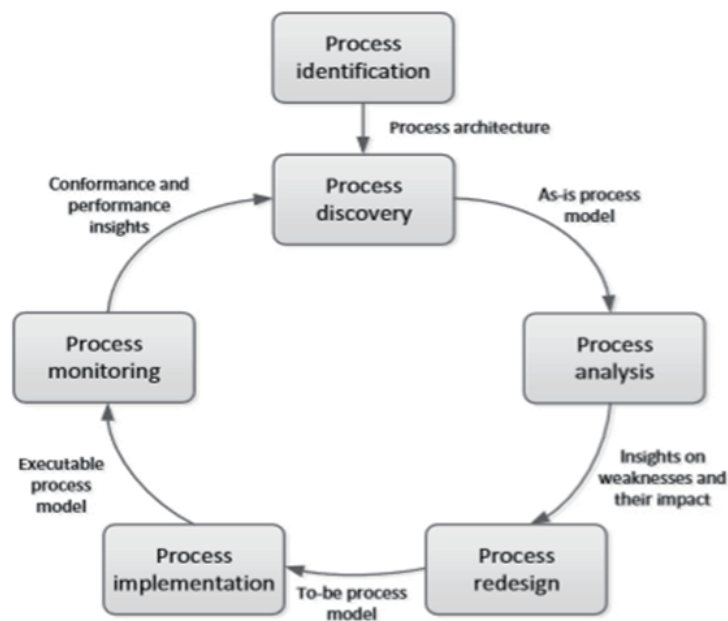 Process
identification
Process architecture
Process
discovery
As-is process
model
Process
analysis
Insights on
weaknesses and
their impact
Process
redesign
To-be process
model
Process
implementation
Executable
process
model
Process
monitoring
Conformance and
performance
insights